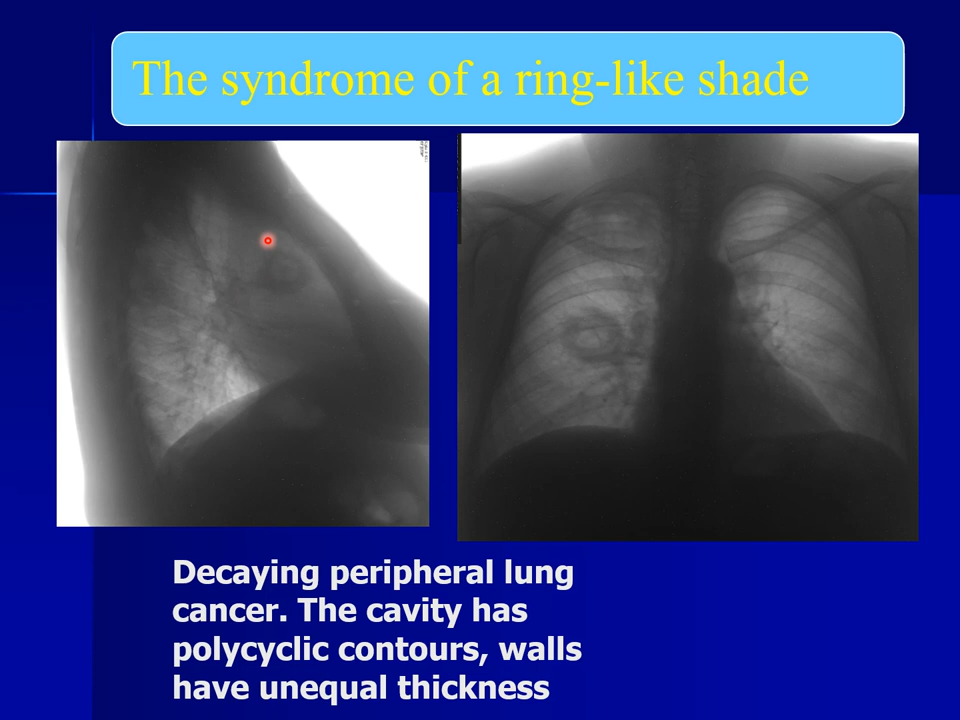 The syndrome of a ring-like shade
Decaying peripheral lung
cancer. The cavity has
polycyclic contours, walls
have unequal thickness